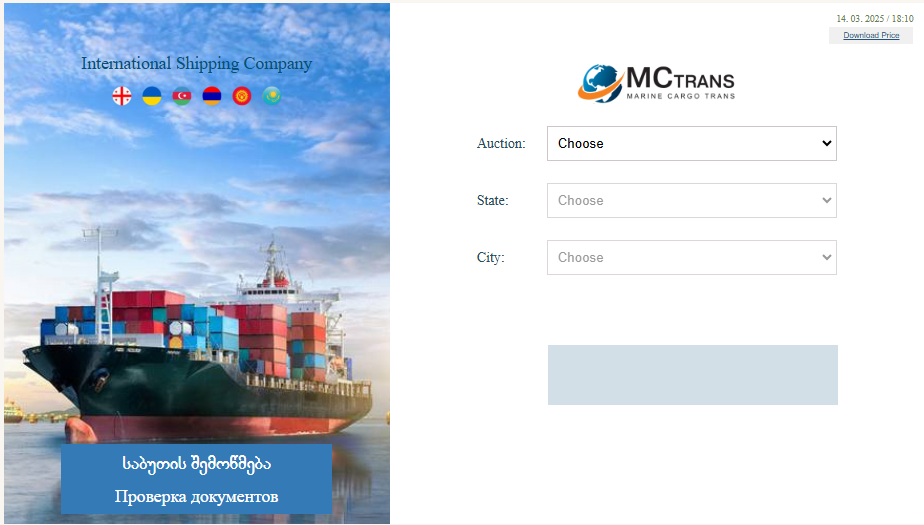 International Shipping Company
საბუთის შემოწმება
Проверка документов
14. 03. 2025 / 18:10
Download Price
MCTRANS
MARINE CARGO TRANS
Auction: Choose
State: Choose
City: Choose